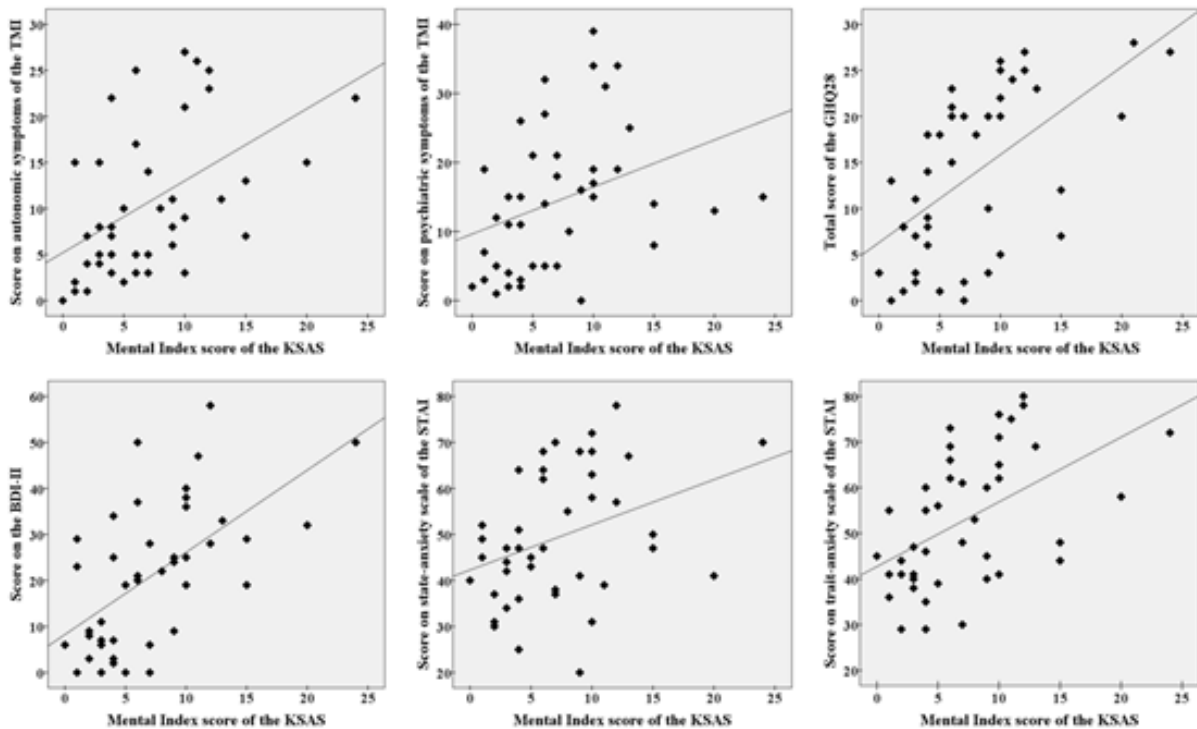 Score on autonomic symptoms of the TMI
30
25
20
15
10
5
0
0 5 10 15 20 25
Mental Index score of the KSAS
Score on psychiatric symptoms of the TMI
40
30
20
10
0
0 5 10 15 20 25
Mental Index score of the KSAS
Total score of the GHQ28
30
25
20
15
10
5
0
0 5 10 15 20 25
Mental Index score of the KSAS
Score on the BDI-II
60
50
40
30
20
10
0
0 5 10 15 20 25
Mental Index score of the KSAS
Score on state-anxiety scale of the STAI
80
70
60
50
40
30
20
0 5 10 15 20 25
Mental Index score of the KSAS
Score on trait-anxiety scale of the STAI
80
70
60
50
40
30
20
0 5 10 15 20 25
Mental Index score of the KSAS